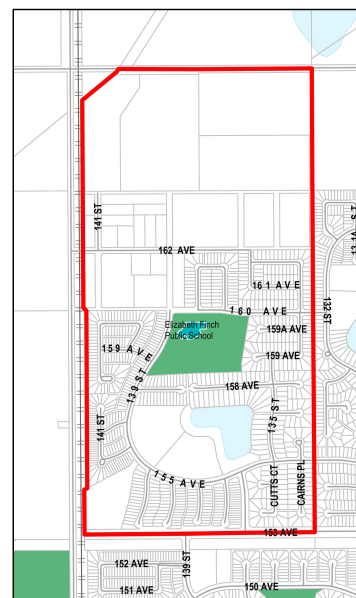 141 ST
131A ST
162 AVE
161 AVE
160 AVE
132 ST
Elizabeth Finch
Public School
159A AVE
159 AVE
159 AVE
139 ST
158 AVE
135 ST
141 ST
155 AVE
CUTTS CT
CAIRNS PL
153 AVE
139 ST
152 AVE
151 AVE
150 AVE